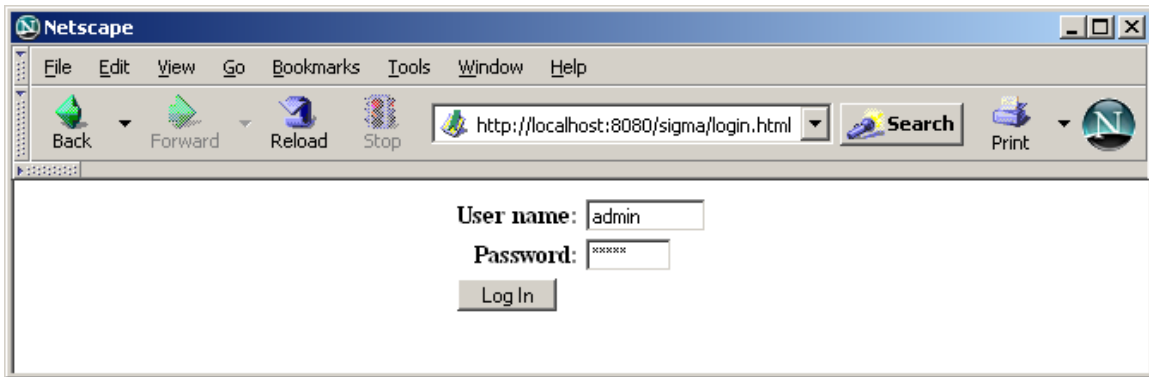 Netscape
File Edit View Go Bookmarks Tools Window Help
Back Forward Reload Stop http://localhost:8080/sigma/login.html Search Print N
User name: admin
Password: *****
Log In